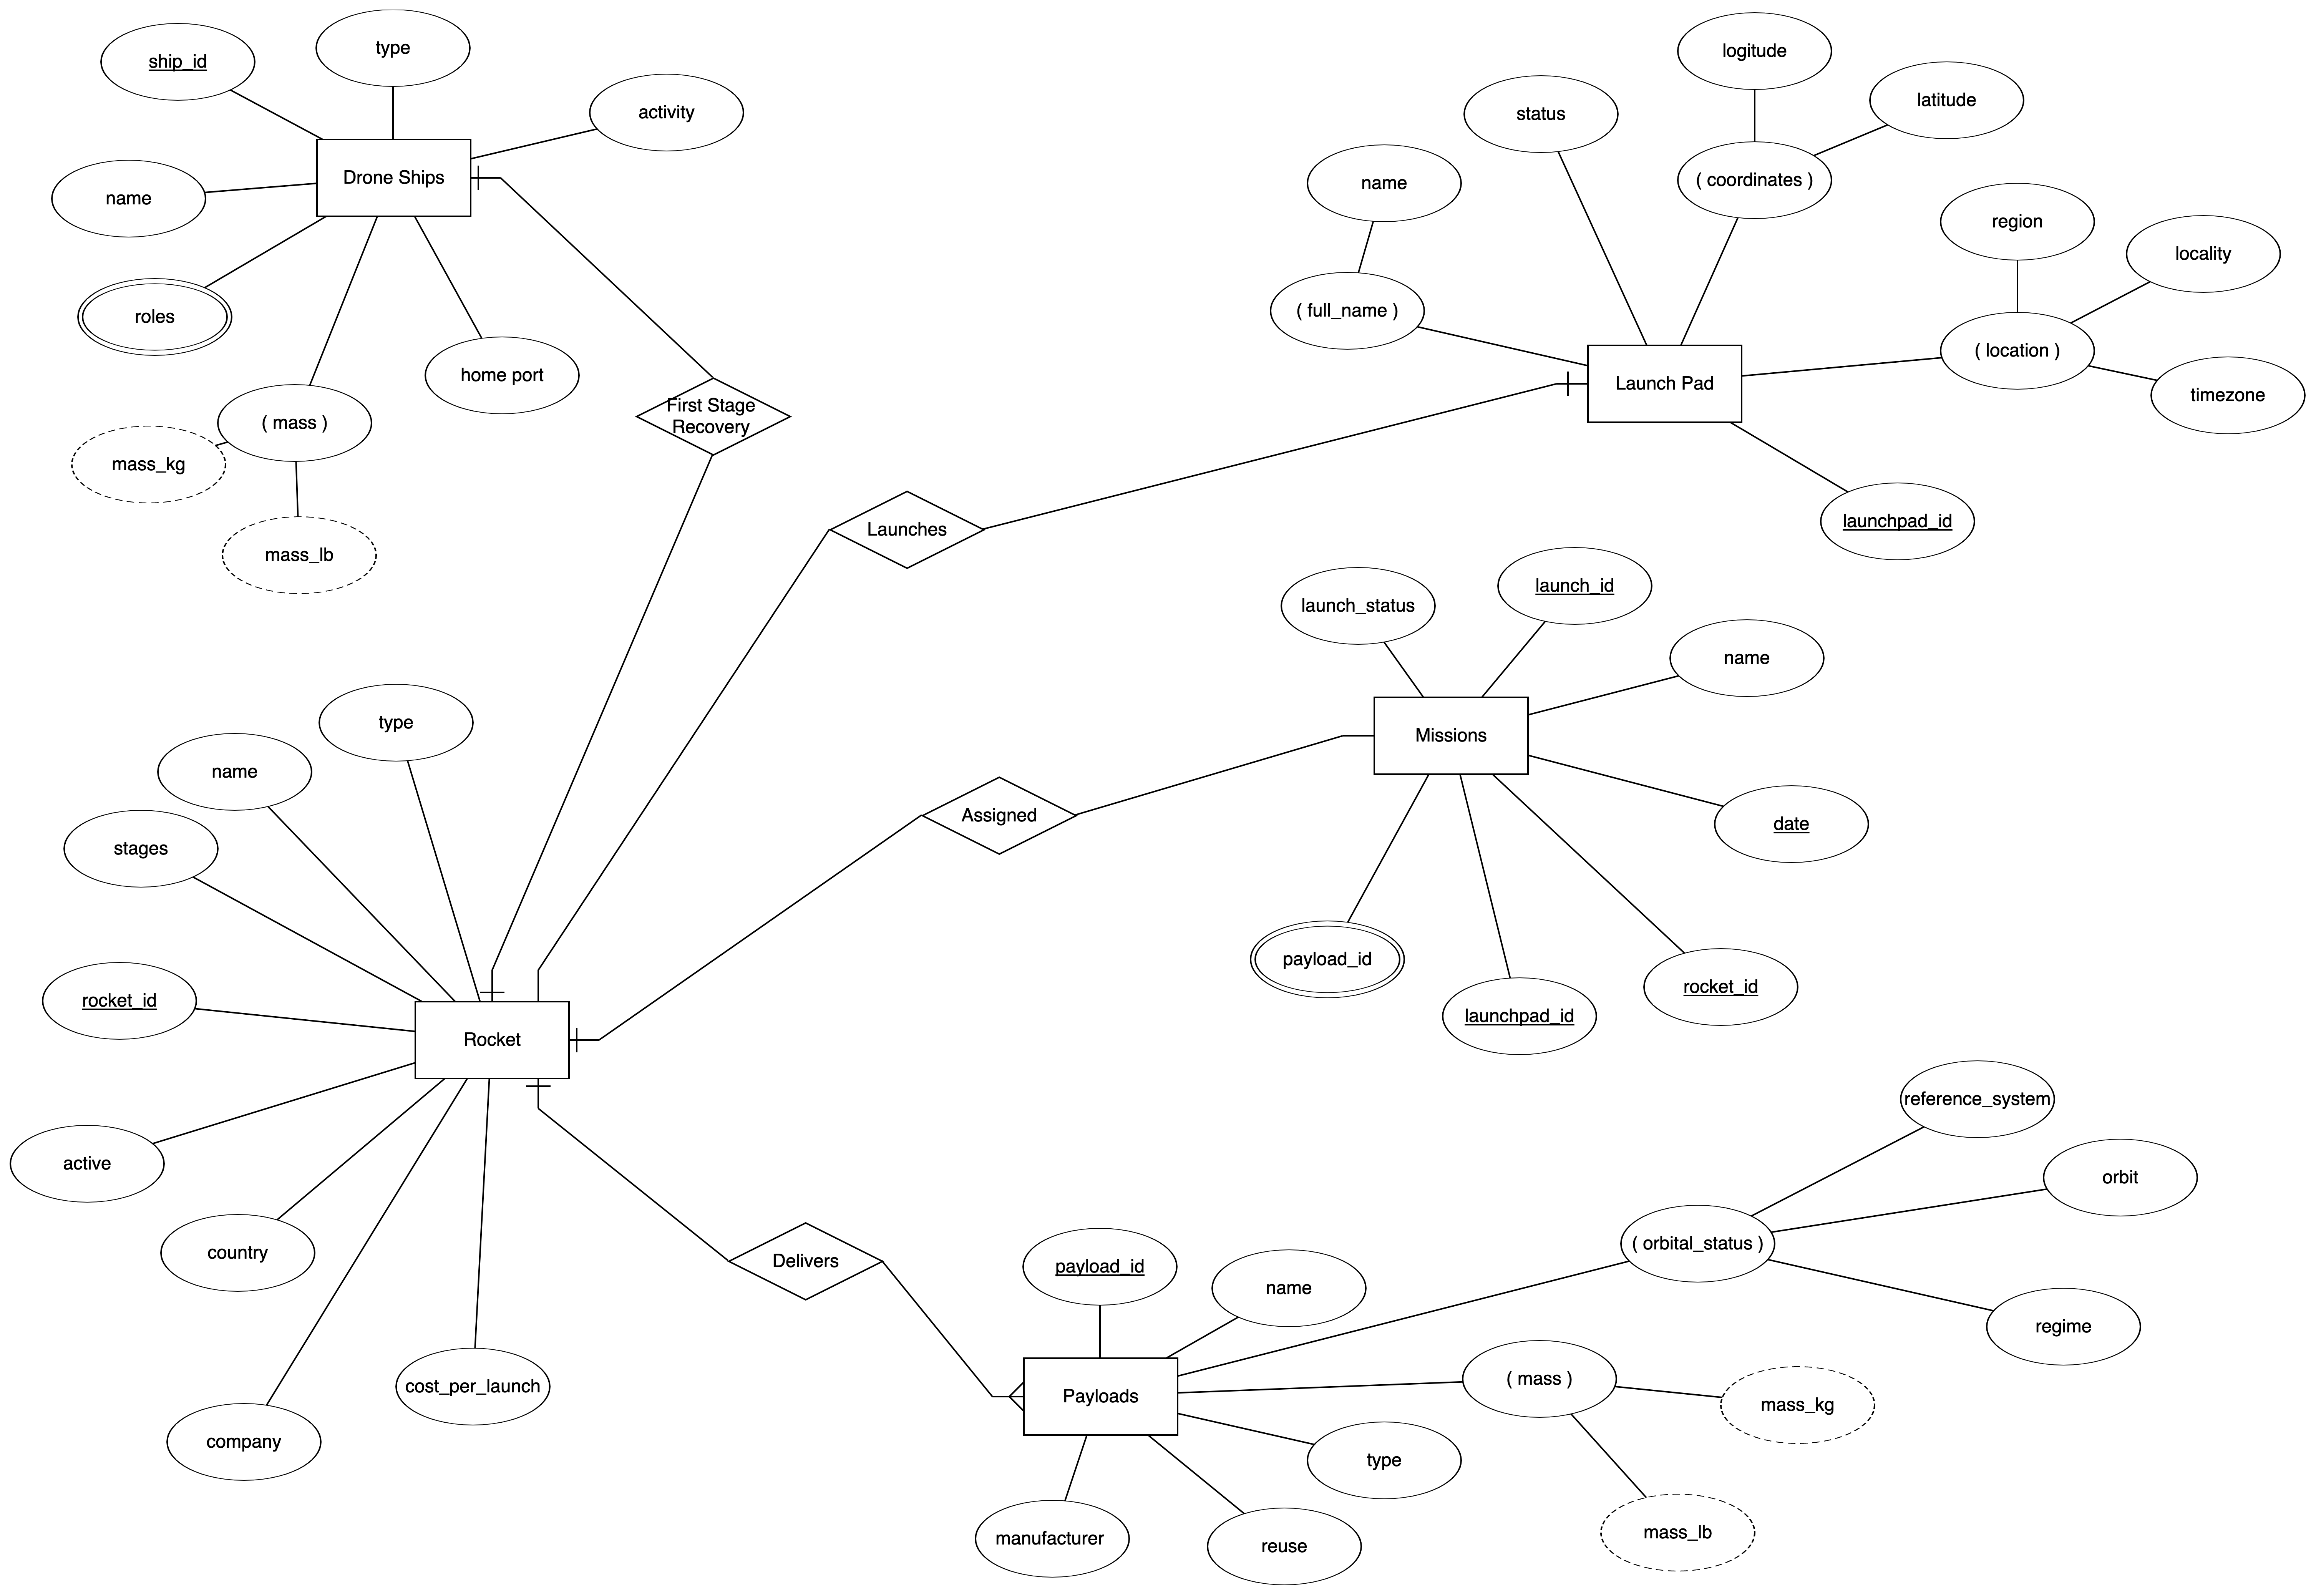 ship_id
type
activity
Drone Ships
name
roles
( mass )
home port
mass_kg
mass_lb
First Stage
Recovery
logitude
latitude
status
( coordinates )
name
region
locality
( full_name )
( location )
Launch Pad
timezone
launchpad_id
Launches
launch_status
launch_id
name
Missions
date
Assigned
payload_id
launchpad_id
rocket_id
type
name
stages
rocket_id
Rocket
active
country
company
cost_per_launch
Delivers
payload_id
name
reference_system
orbit
( orbital_status )
regime
Payloads
( mass )
mass_kg
mass_lb
type
manufacturer
reuse